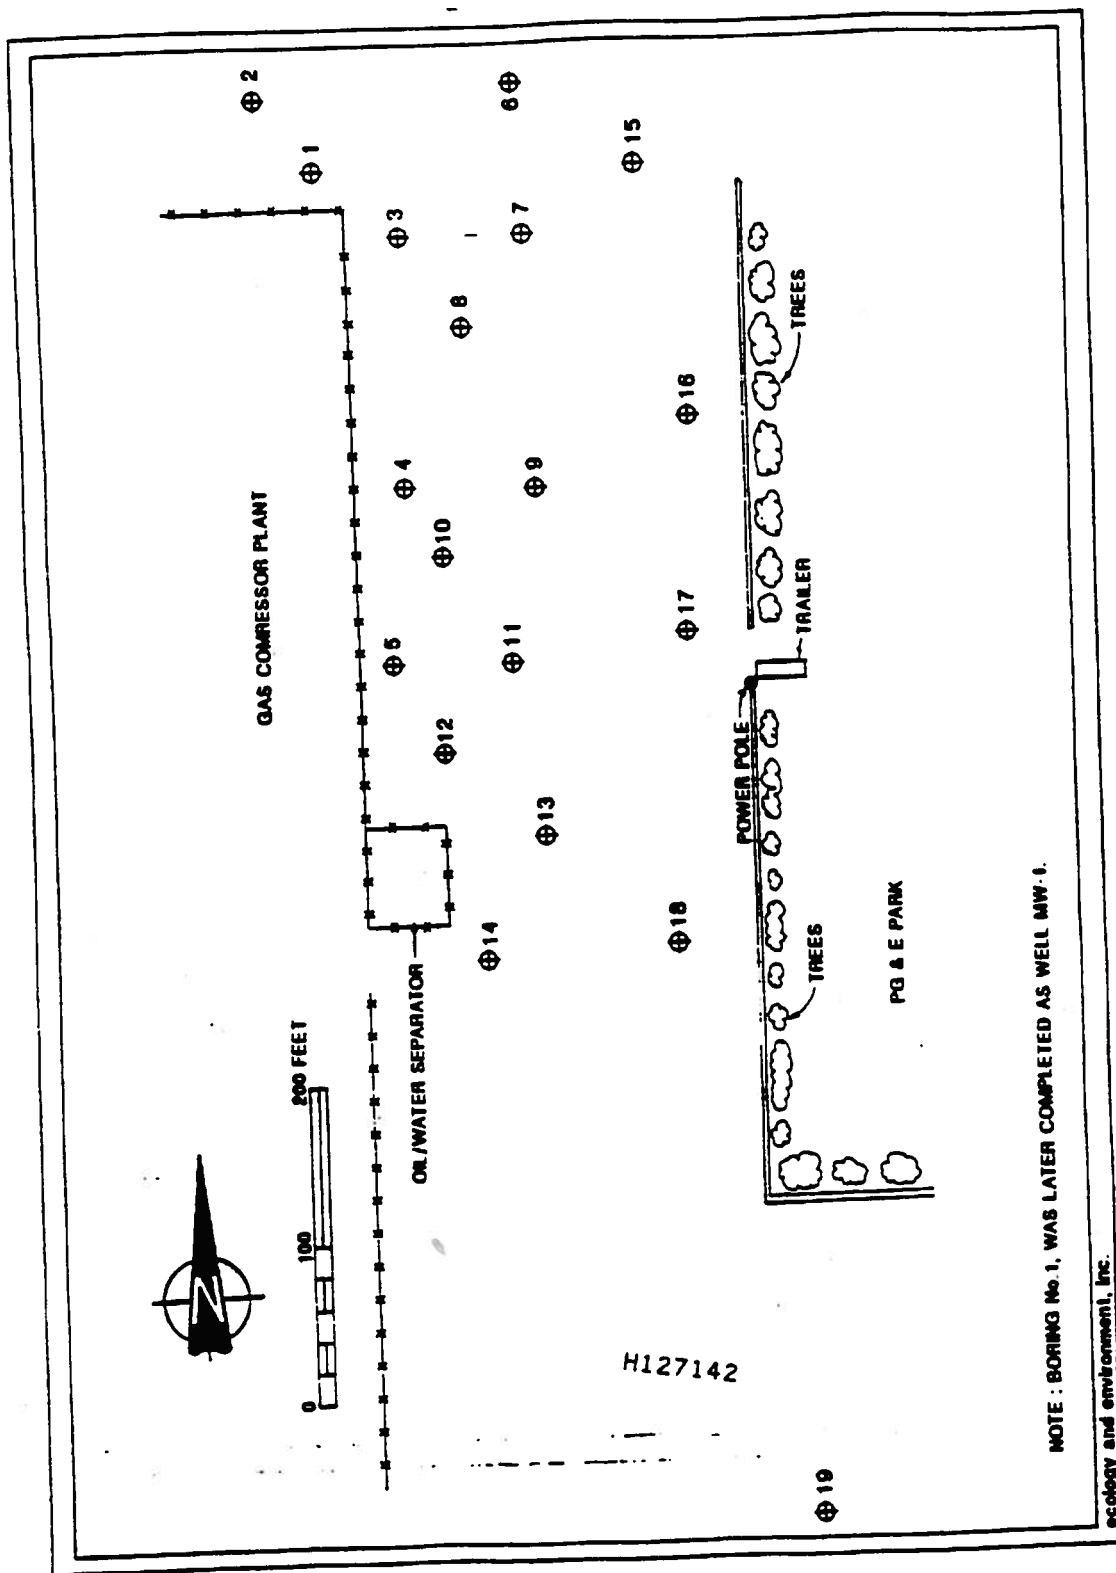 2
GAS COMRESSOR PLANT
1
0
100
200 FEET
3
4
5
OIL/WATER SEPARATOR
10
12
8
14
6
7
9
11
13
15
16
17
18
H127142
POWER POLE
TREES
TRAILER
TREES
19
PG & E PARK
NOTE : BORING No.1, WAS LATER COMPLETED AS WELL MW-1.
ecology and environment, inc.
N